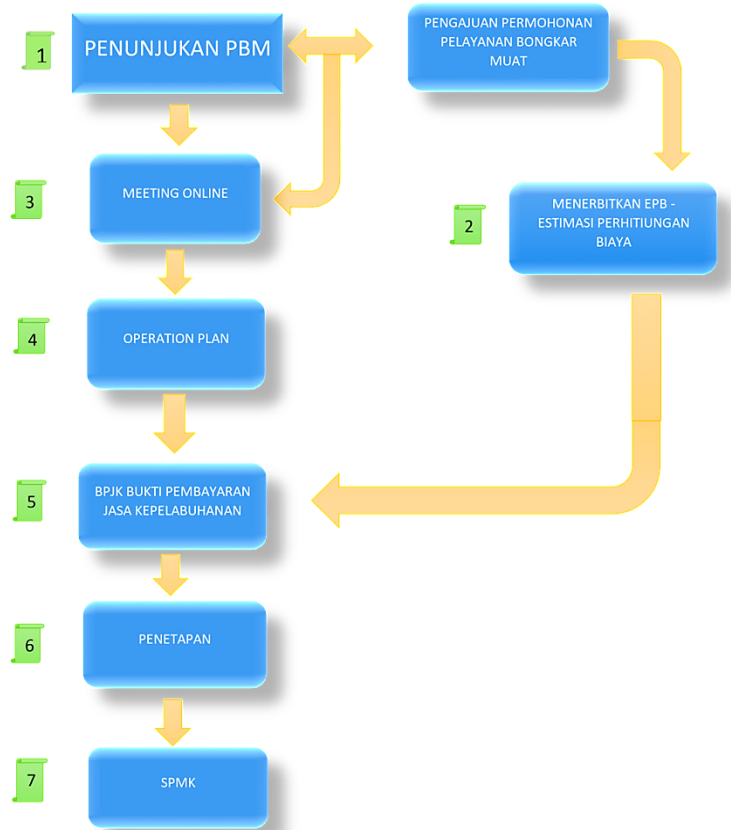 1
PENUNJUKAN PBM
PENGAJUAN PERMOHONAN
PELAYANAN BONGKAR
MUAT
3
MEETING ONLINE
2
MENERBITKAN EPB -
ESTIMASI PERHITIUNGAN
BIAYA
4
OPERATION PLAN
5
BPJK BUKTI PEMBAYARAN
JASA KEPELABUHANAN
6
PENETAPAN
7
SPMK